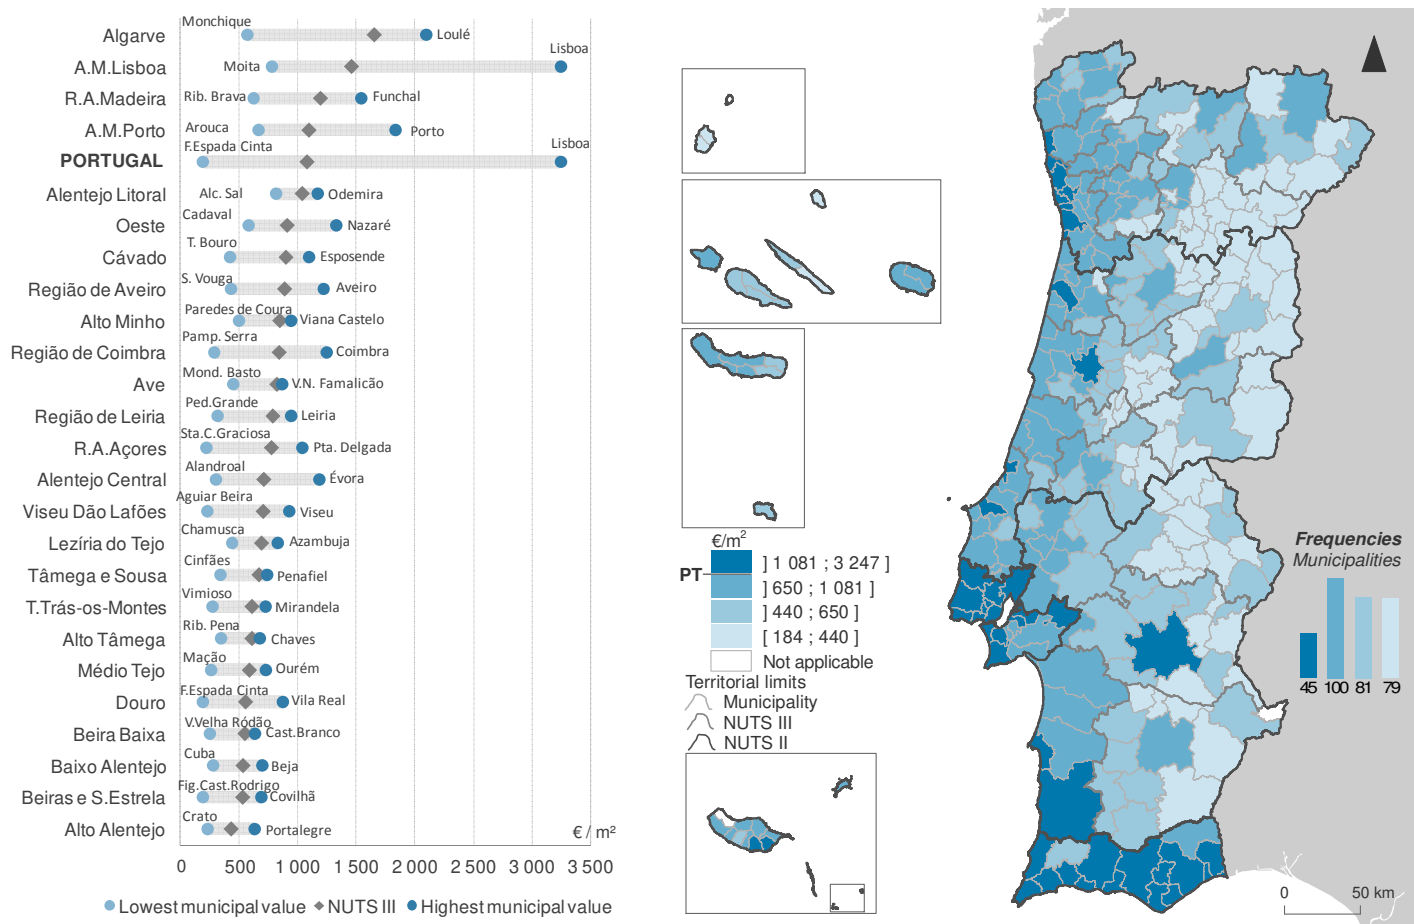 Monchique
Algarve
Loulé
Lisboa
A.M.Lisboa
Moita
R.A.Madeira
Rib. Brava
Funchal
A.M.Porto
Arouca
Porto
F.Espada Cinta
Lisboa
PORTUGAL
Alentejo Litoral
Alc. Sal
Odemira
Cadaval
Oeste
Nazaré
T. Bouro
Cávado
Esposende
S. Vouga
Região de Aveiro
Aveiro
Paredes de Coura
Alto Minho
Viana Castelo
Pamp. Serra
Região de Coimbra
Coimbra
Mond. Basto
Ave
V.N. Famalicão
Ped.Grande
Região de Leiria
Leiria
Sta.C.Graciosa
R.A.Açores
Pta. Delgada
Alandroal
Alentejo Central
Évora
Aguiar Beira
Viseu Dão Lafões
Viseu
Chamusca
Lezíria do Tejo
Azambuja
Cinfães
Tâmega e Sousa
Penafiel
Vimioso
T.Trás-os-Montes
Mirandela
Rib. Pena
Alto Tâmega
Chaves
Mação
Médio Tejo
Ourém
F.Espada Cinta
Douro
Vila Real
V.Velha Ródão
Beira Baixa
Cast.Branco
Cuba
Baixo Alentejo
Beja
Fig.Cast.Rodrigo
Beiras e S.Estrela
Covilhã
Crato
Alto Alentejo
Portalegre
€ / m²
0 500 1 000 1 500 2 000 2 500 3 000 3 500
Lowest municipal value NUTS III Highest municipal value
€/m²
] 1 081 ; 3 247 ]
PT
] 650 ; 1 081 ]
] 440 ; 650 ]
[ 184 ; 440 ]
Not applicable
Territorial limits
Municipality
NUTS III
NUTS II
Frequencies
Municipalities
45 100 81 79
0 50 km